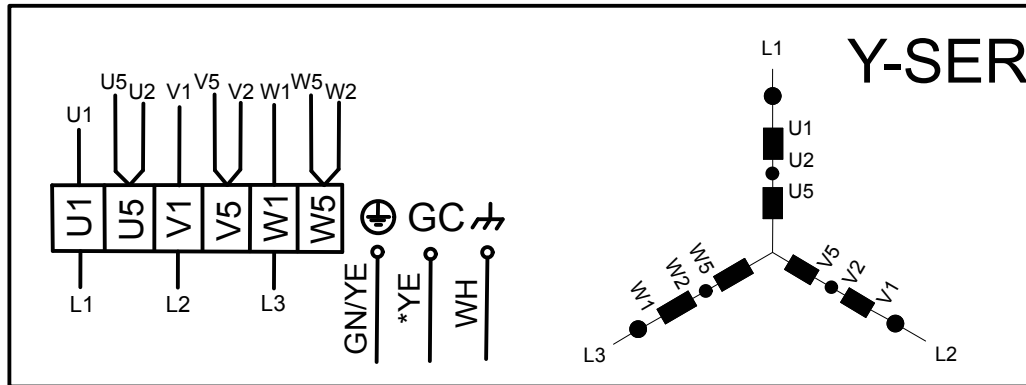 Y-SER
U1 U5 U2 V1 V5 V2 W1 W5 W2
U1 U5 V1 V5 W1 W5
L1 L2 L3
GC
GN/YE *YE WH
L1
U1
U2
U5
W1 W2 W5
V5 V2 V1
L3
L2